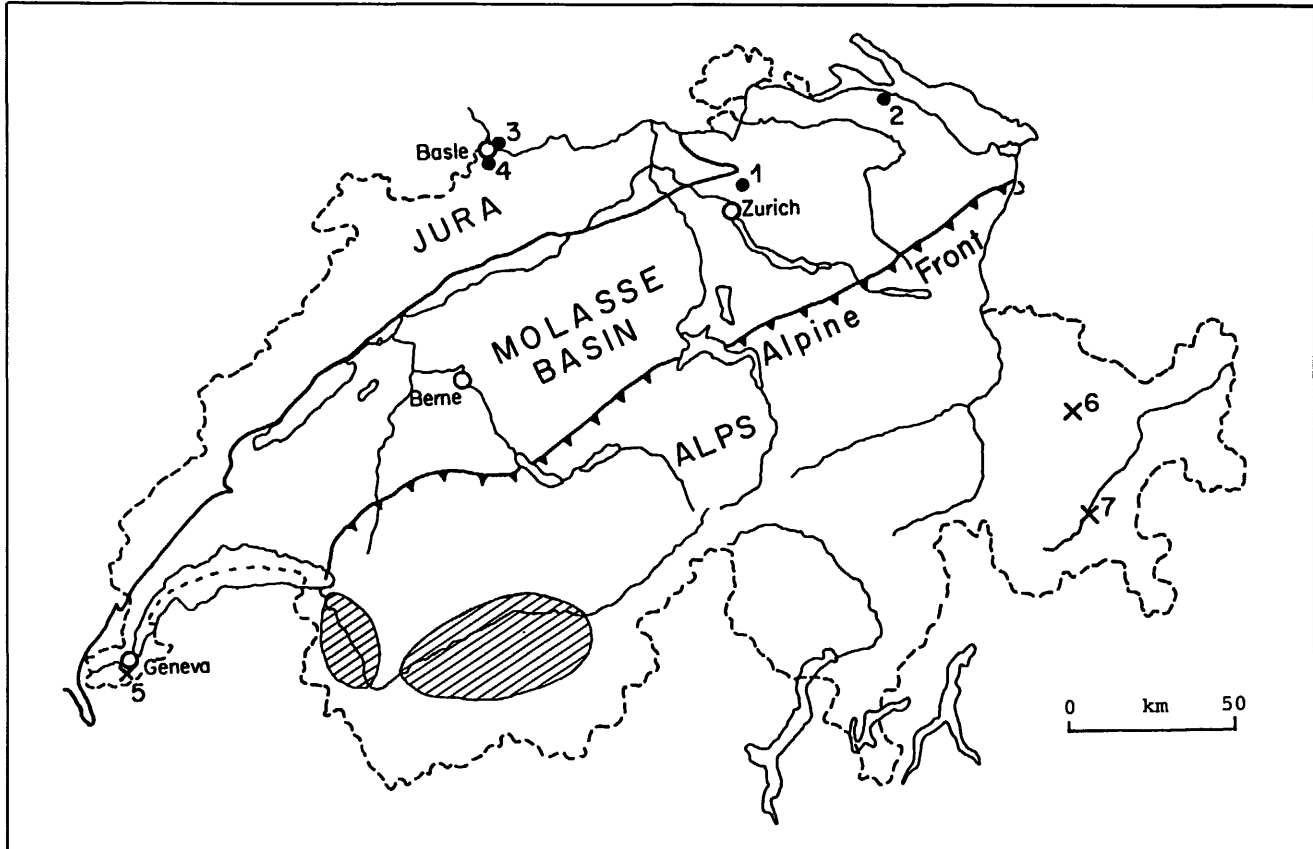 3
Basle
4
2
1
Zurich
JURA
MOLASSE
BASIN
Alpine Front
Berne
ALPS
6
7
Geneva
5
0 km 50